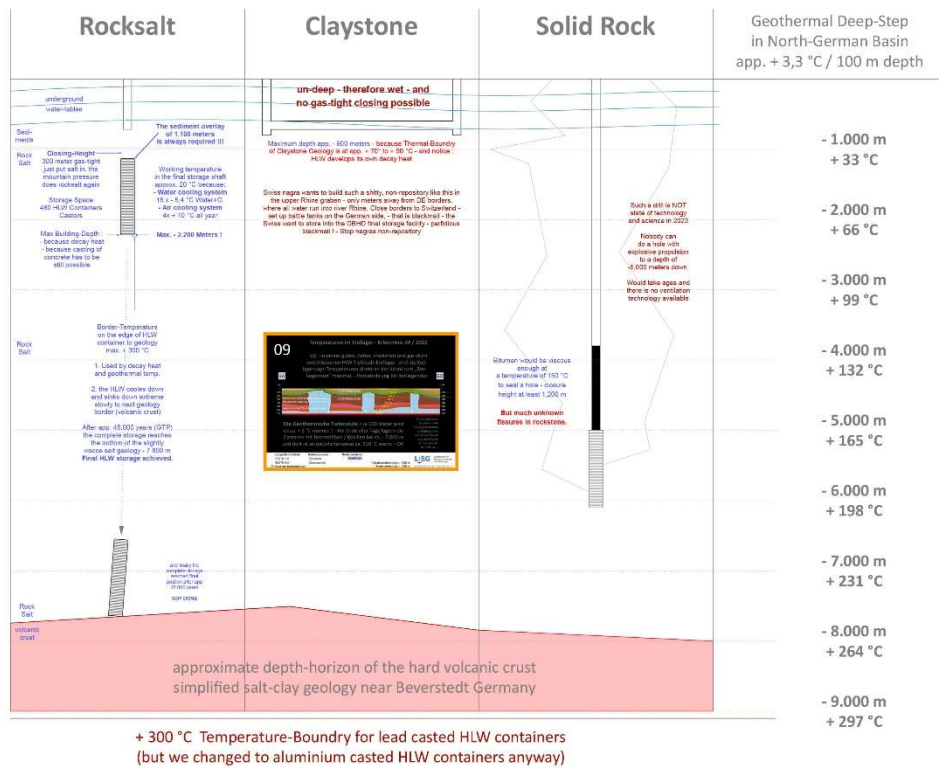 Rocksalt
Claystone
Solid Rock
Geothermal Deep-Step
in North-German Basin
app. + 3,3 °C / 100 m depth
underground
water-tables
Sedi-
ments
Rock
Salt
Closing-Height
300 meter gas-tight
just put salt in, the
mountain pressure
does rocksalt again
Storage Space
480 HLW Containers
Castors
Max Building-Depth
- because decay heat
- because casting of
concrete has to be
still possible
The sediment overlay
of 1.100 meters
is always required !!!
Working temperature
in the final storage shaft
approx. 20 °C because:
- Water cooling system
- Air cooling system
4x + 10 °C all year
Max. - 2.200 Meters !
Rock
Salt
Border-Temperature
on the edge of HLW
container to geology
max. + 300 °C
1. Used by decay heat
and geothermal temp.
2. the HLW cools down
and sinks down extreme
slowly to next geology
border (volcanic crust)
After app. 45.000 years (GTP)
the complete storage reaches
the bottom of the slightly
viscos salt geology - 7.600 m
Final HLW storage achieved.
complete storage
Rock
Salt
volcanic
crust
un-deep - therefore wet - and
no gas-tight closing possible
Maximum depth app. - 800 meters - because Thermal-Boundry
of Claystone Geology is at app. + 70° to + 90 °C - and notice :
HLW develops its own decay heat
Swiss nagra wants to build such a shitty, non-repository like this in
the upper Rhine graben - only meters away from DE borders,
where all water run into river Rhine. Close borders to Switzerland -
set up battle tanks on the German side, - that is blackmail - the
Swiss want to store into the DBHD final storage facility - perfidious
blackmail ! - Stop nagras non-repository
09
Temperaturen im Endlager - Erkenntnis 09 / 2022
Such a drill is NOT
state of technology
and science in 2023
Nobody can
do a hole with
explosive propulsion
to a depth of
-6,000 meters down
Would take ages and
there is no ventilation
technology available
Bitumen would be viscous
enough at
a temperature of 150 °C
to seal a hole - closure
height at least 1,200 m
But much unknown
fissures in rockstone.
- 1.000 m
+ 33 °C
- 2.000 m
+ 66 °C
- 3.000 m
+ 99 °C
- 4.000 m
+ 132 °C
- 5.000 m
+ 165 °C
- 6.000 m
+ 198 °C
- 7.000 m
+ 231 °C
- 8.000 m
+ 264 °C
- 9.000 m
+ 297 °C
approximate depth-horizon of the hard volcanic crust
simplified salt-clay geology near Beverstedt Germany
+ 300 °C Temperature-Boundry for lead casted HLW containers
(but we changed to aluminium casted HLW containers anyway)